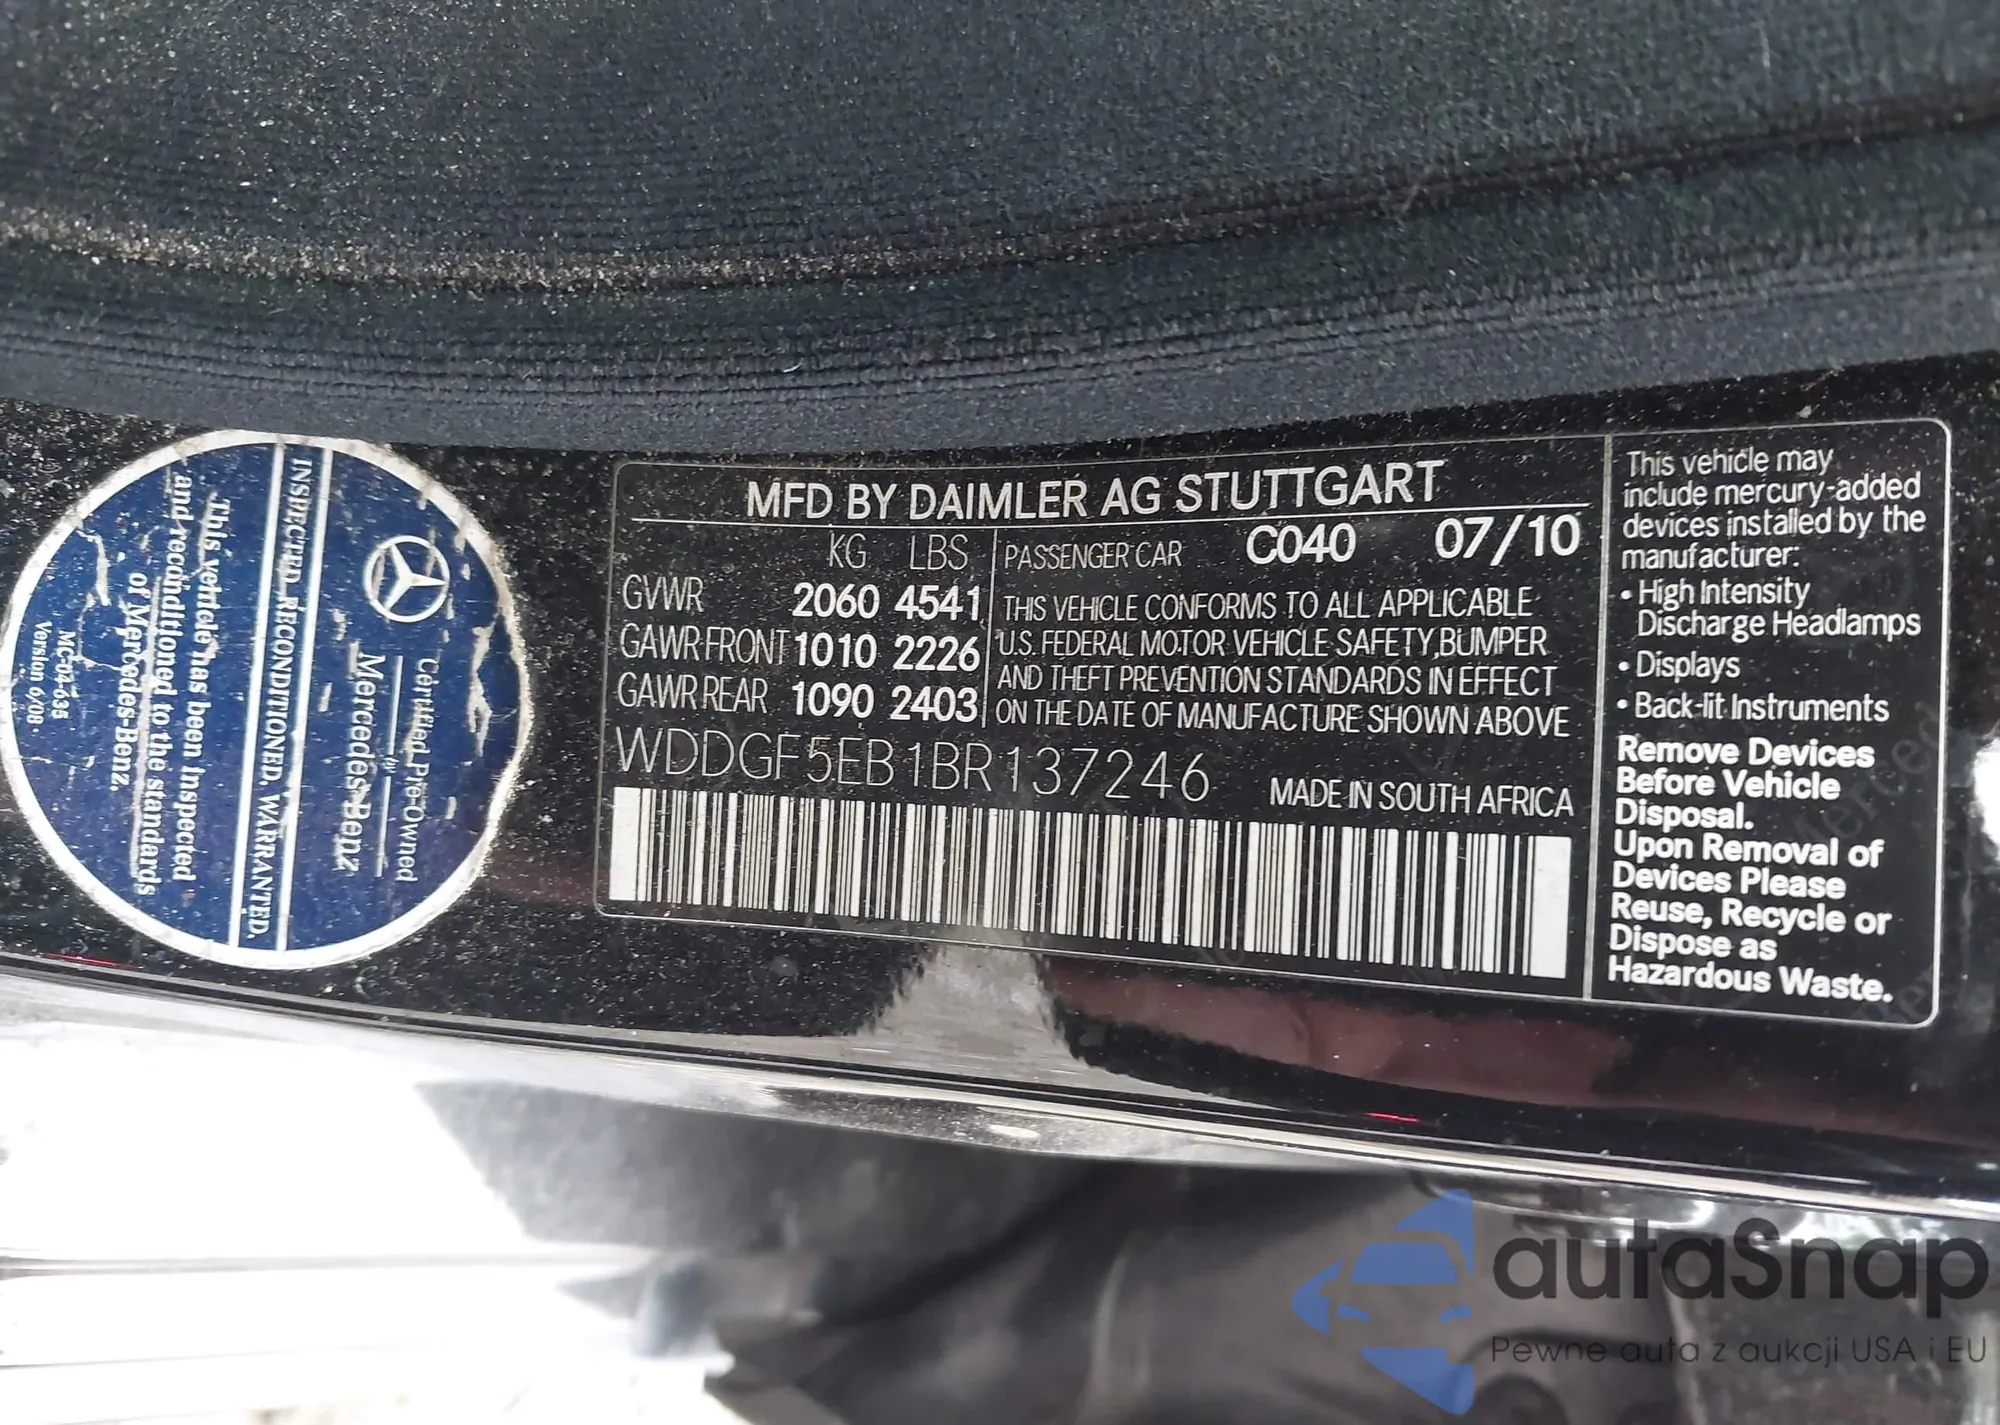 This vehicle has been inspected
and reconditioned to the standards
of Mercedes-Benz.
MC-04-635
Version 6/08
INSPECTED. RECONDITIONED. WARRANTED.
Certified Pre-Owned
Mercedes-Benz
MFD BY DAIMLER AG STUTTGART
KG LBS PASSENGER CAR C040 07/10
GVWR 2060 4541
GAWR FRONT 1010 2226
GAWR REAR 1090 2403
THIS VEHICLE CONFORMS TO ALL APPLICABLE
U.S. FEDERAL MOTOR VEHICLE SAFETY, BUMPER
AND THEFT PREVENTION STANDARDS IN EFFECT
ON THE DATE OF MANUFACTURE SHOWN ABOVE
WDDGF5EB1BR137246
MADE IN SOUTH AFRICA
This vehicle may
include mercury-added
devices installed by the
manufacturer:
• High Intensity
Discharge Headlamps
• Displays
• Back-lit Instruments
Remove Devices
Before Vehicle
Disposal.
Upon Removal of
Devices Please
Reuse, Recycle or
Dispose as
Hazardous Waste.
autaSnap
Pewne auta z aukcji USA i EU